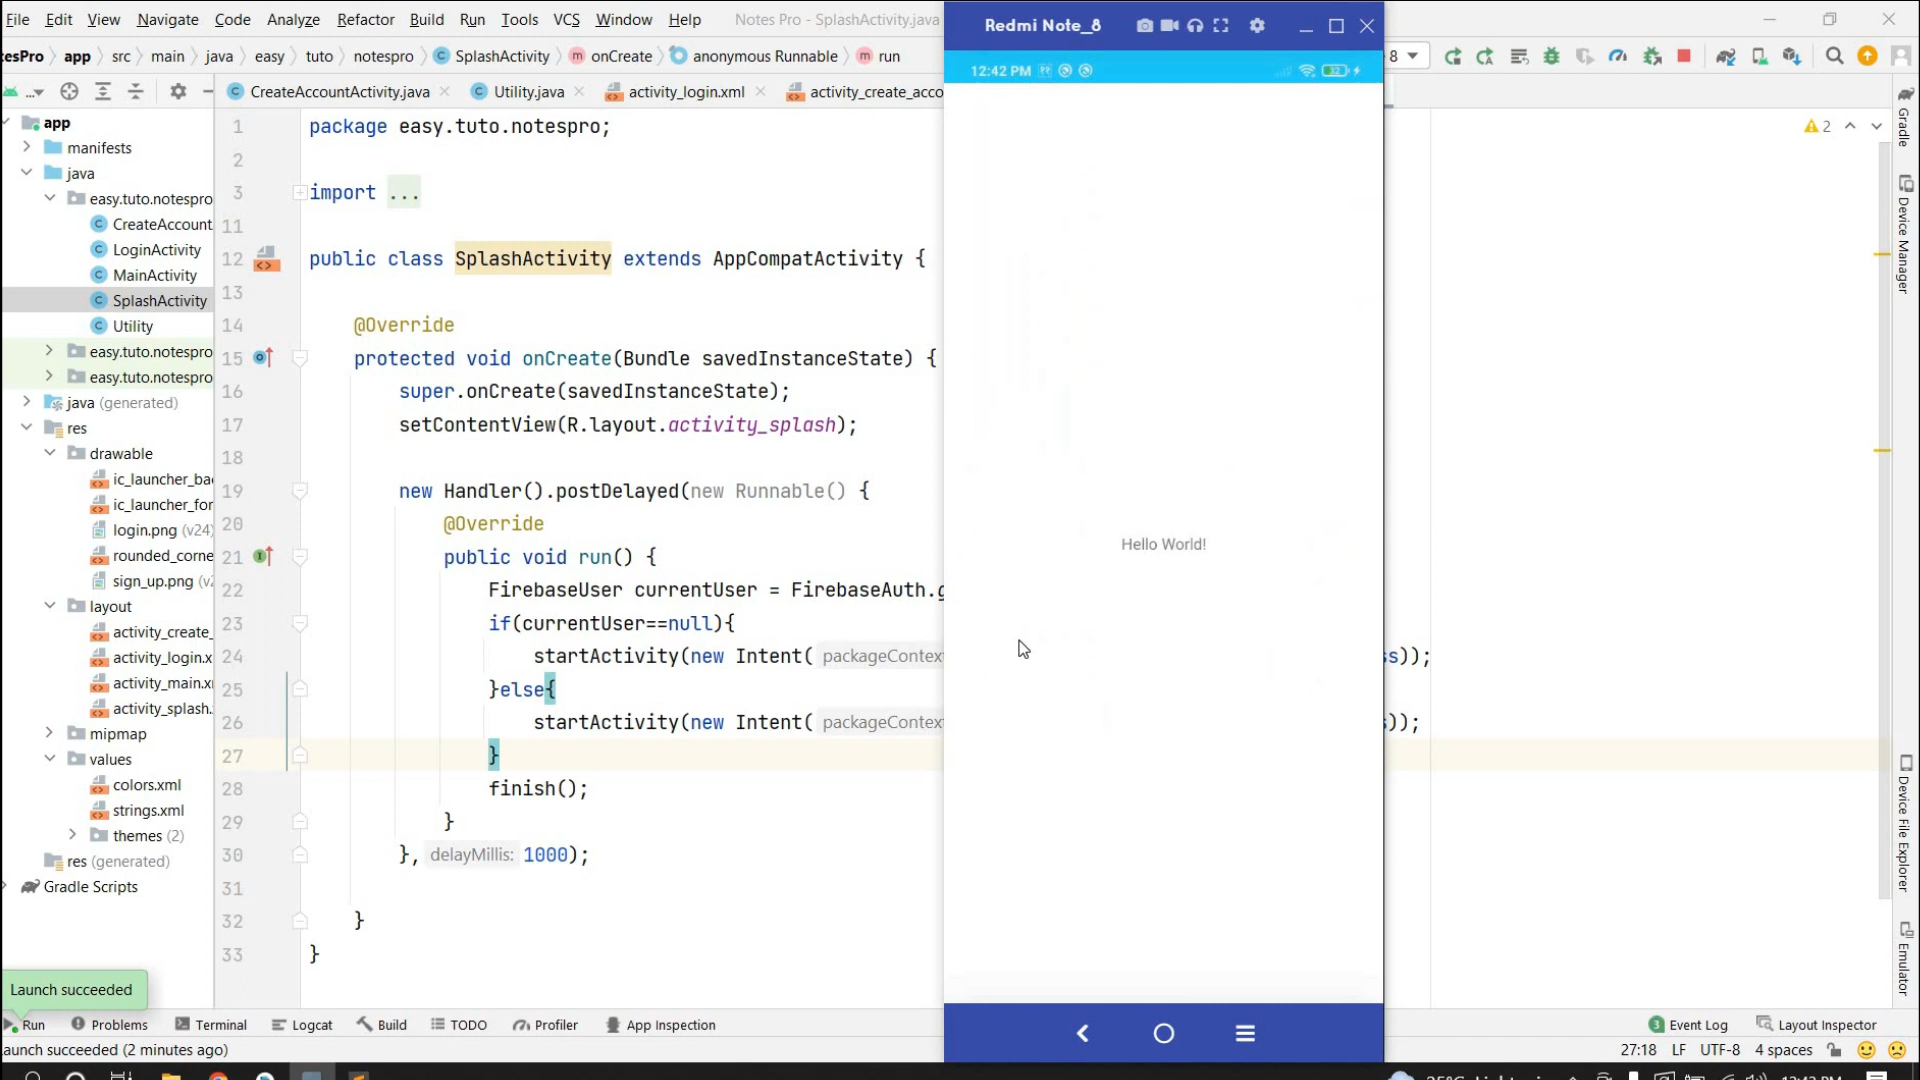 File Edit View Navigate Code Analyze Refactor Build Run Tools VCS Window Help Notes Pro - SplashActivity.java
Redmi Note_8
esPro app src main java easy tuto notespro SplashActivity onCreate anonymous Runnable run
8
12:42 PM
32
CreateAccountActivity.java Utility.java activity_login.xml activity_create_acco
app
manifests
java
easy.tuto.notespro
CreateAccount
LoginActivity
MainActivity
SplashActivity
Utility
easy.tuto.notespro
easy.tuto.notespro
java (generated)
res
drawable
ic_launcher_ba
ic_launcher_for
login.png (v24)
rounded_corne
sign_up.png (v2
layout
activity_create_
activity_login.x
activity_main.x
activity_splash.
mipmap
values
colors.xml
strings.xml
themes (2)
res (generated)
Gradle Scripts
1 package easy.tuto.notespro;
2
3 import ...
11
12 public class SplashActivity extends AppCompatActivity {
13
14 @Override
15 protected void onCreate(Bundle savedInstanceState) {
16 super.onCreate(savedInstanceState);
17 setContentView(R.layout.activity_splash);
18
19 new Handler().postDelayed(new Runnable() {
20 @Override
21 public void run() {
22 FirebaseUser currentUser = FirebaseAuth.g
23 if(currentUser==null){
24 startActivity(new Intent( packageContext ss));
25 }else{
26 startActivity(new Intent( packageContext s));
27 }
28 finish();
29 }
30 }, delayMillis: 1000);
31
32 }
33 }
Hello World!
2
Gradle
Device Manager
Device File Explorer
Emulator
Launch succeeded
Run Problems Terminal Logcat Build TODO Profiler App Inspection
3 Event Log Layout Inspector
aunch succeeded (2 minutes ago)
27:18 LF UTF-8 4 spaces